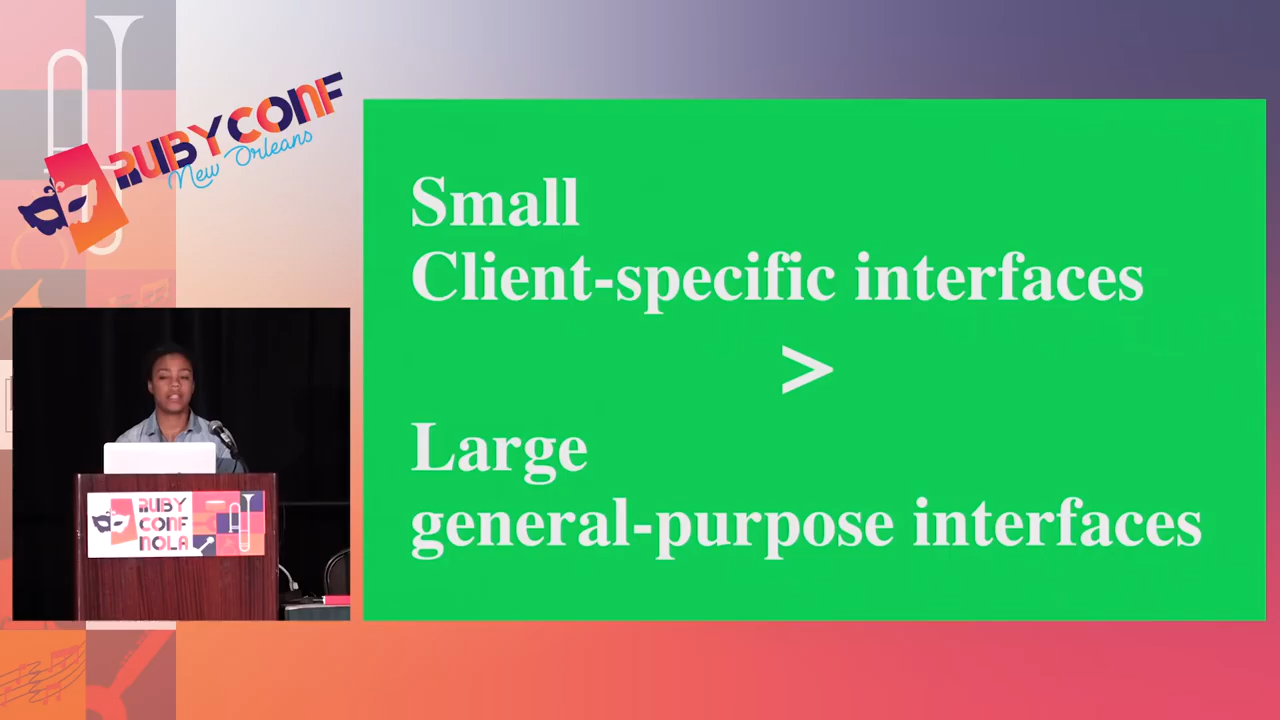 RUBYCONF
New Orleans
Small
Client-specific interfaces
>
Large
general-purpose interfaces
RUBY
CONF
NOLA